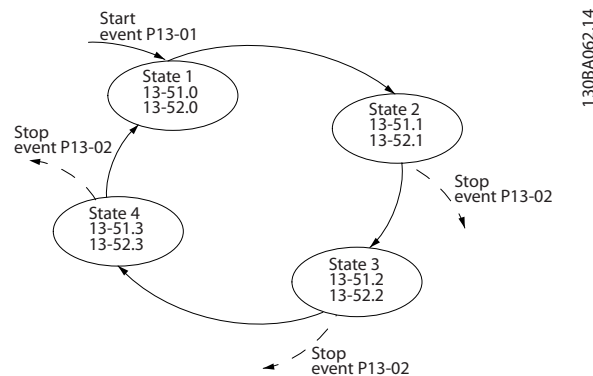 Start
event P13-01
State 1
13-51.0
13-52.0
State 2
13-51.1
13-52.1
Stop
event P13-02
Stop
event P13-02
State 4
13-51.3
13-52.3
State 3
13-51.2
13-52.2
Stop
event P13-02
130BA062.14